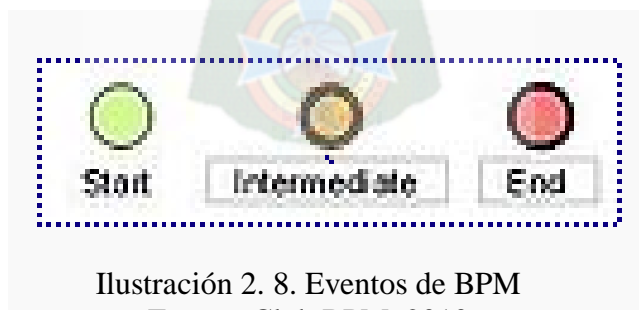 Start Intermediate End
Ilustración 2. 8. Eventos de BPM